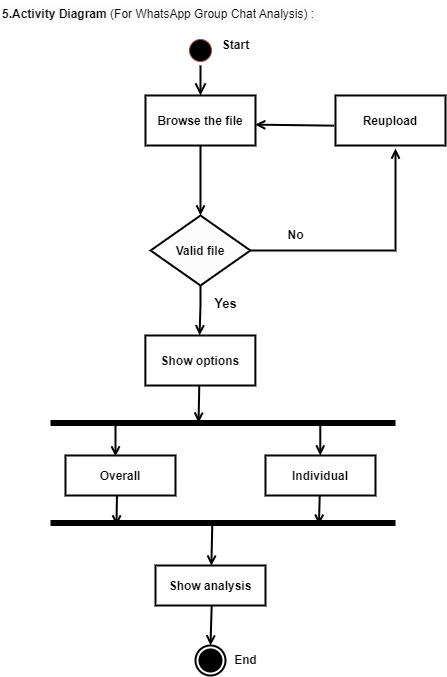 5.Activity Diagram (For WhatsApp Group Chat Analysis) :
Start
Browse the file
Reupload
No
Valid file
Yes
Show options
Overall
Individual
Show analysis
End